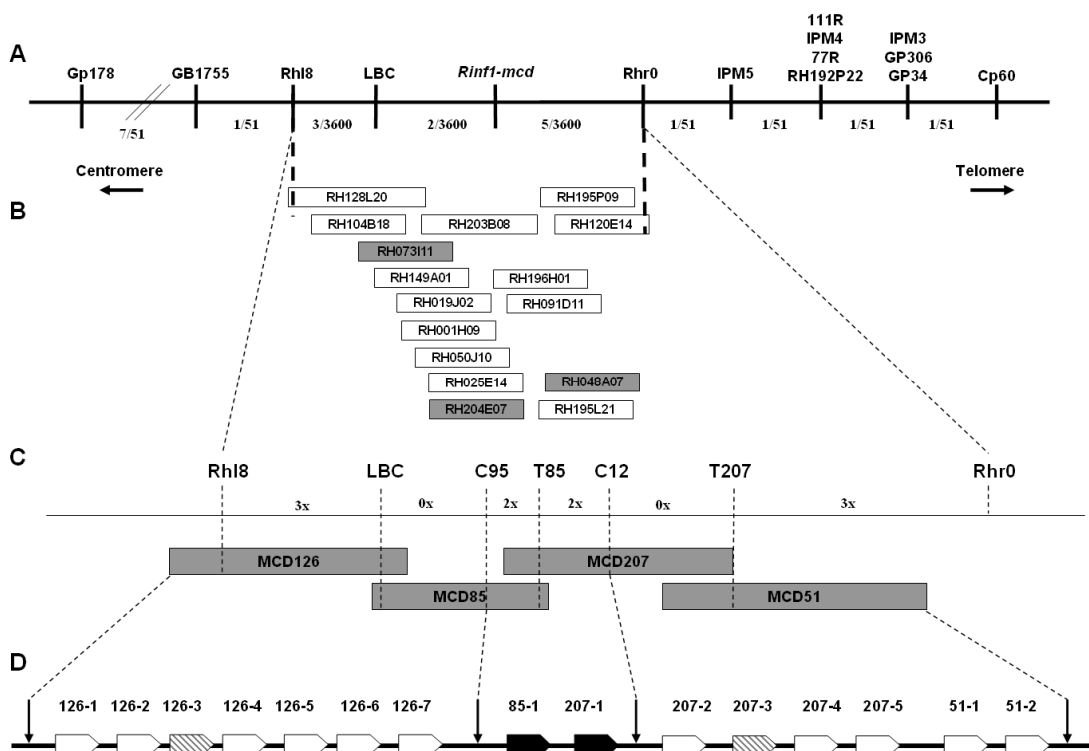 A
Gp178 GB1755 Rhl8 LBC Rinf1-mcd Rhr0 IPM5 111R IPM4 77R RH192P22 IPM3 GP306 GP34 Cp60
7/51 1/51 3/3600 2/3600 5/3600 1/51 1/51 1/51 1/51
Centromere Telomere
B
RH128L20 RH195P09
RH104B18 RH203B08 RH120E14
RH073I11
RH149A01 RH196H01
RH019J02 RH091D11
RH001H09
RH050J10
RH025E14 RH048A07
RH204E07 RH195L21
C
Rhl8 LBC C95 T85 C12 T207 Rhr0
3x 0x 2x 2x 0x 3x
MCD126 MCD207
MCD85 MCD51
D
126-1 126-2 126-3 126-4 126-5 126-6 126-7 85-1 207-1 207-2 207-3 207-4 207-5 51-1 51-2